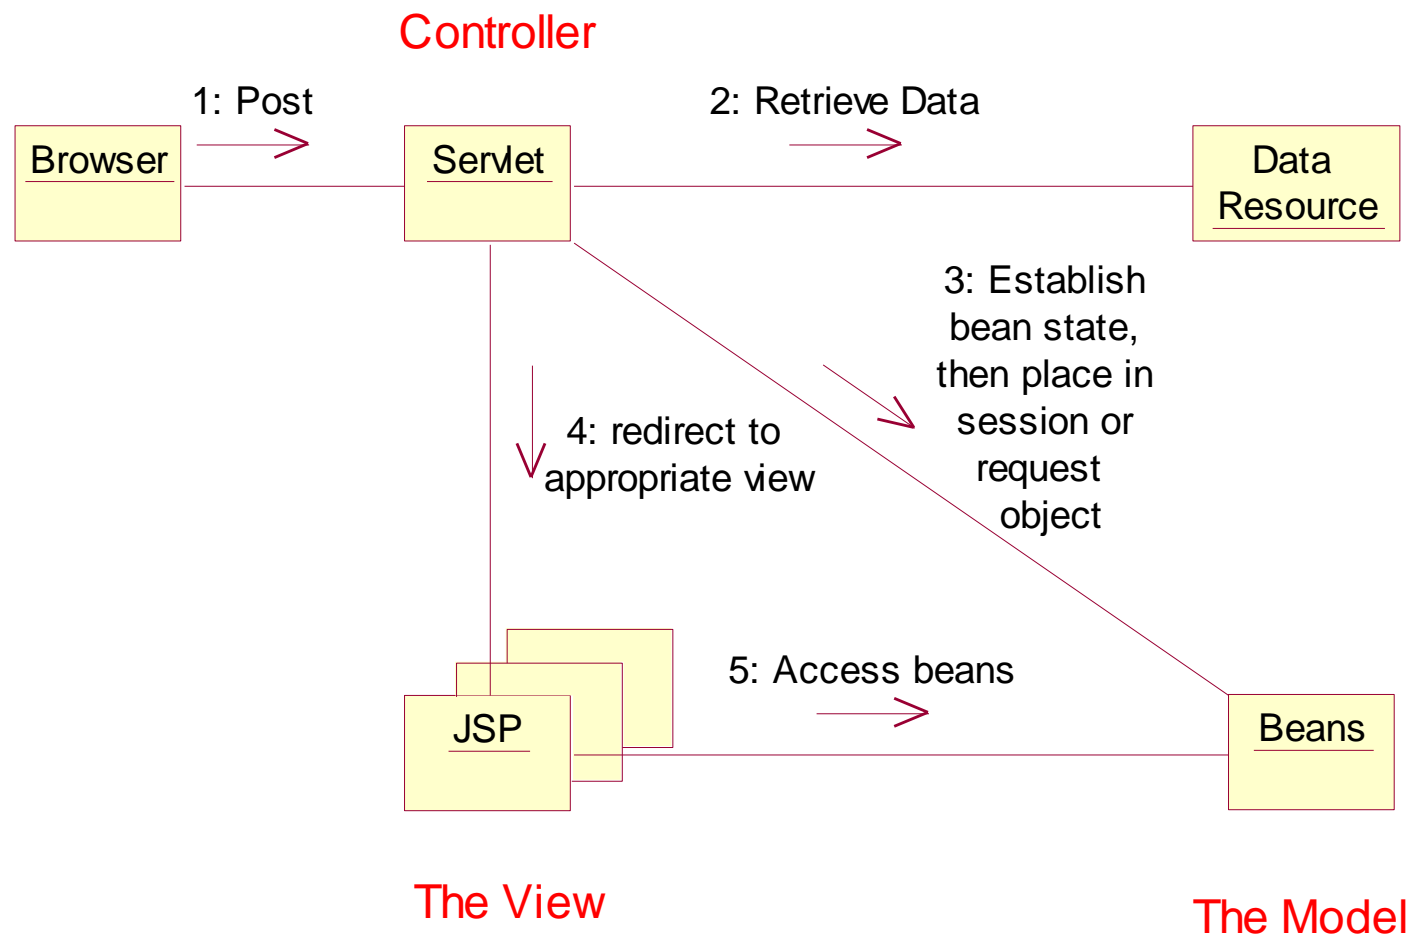 Controller
1: Post
2: Retrieve Data
Browser
Servlet
Data
Resource
3: Establish
bean state,
then place in
session or
request
object
4: redirect to
appropriate view
5: Access beans
JSP
Beans
The View
The Model